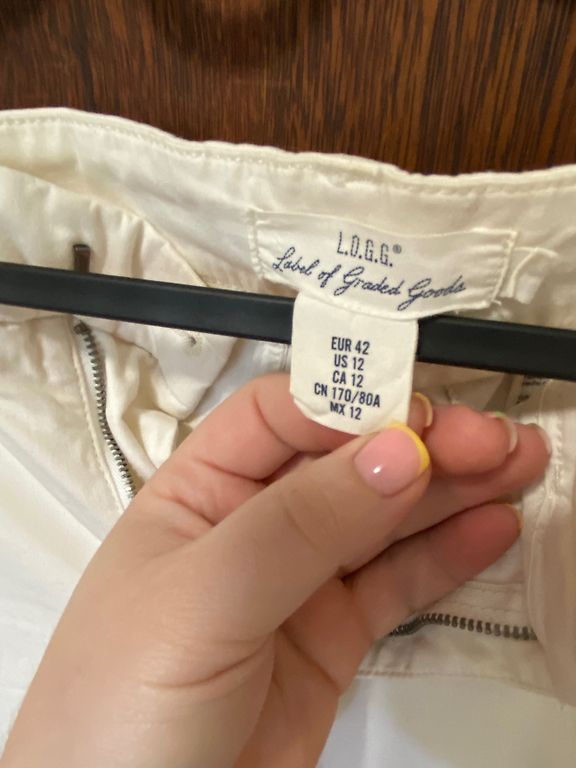 L.O.G.G.®
Label of Graded Goods
EUR 42
US 12
CA 12
CN 170/80A
MX 12